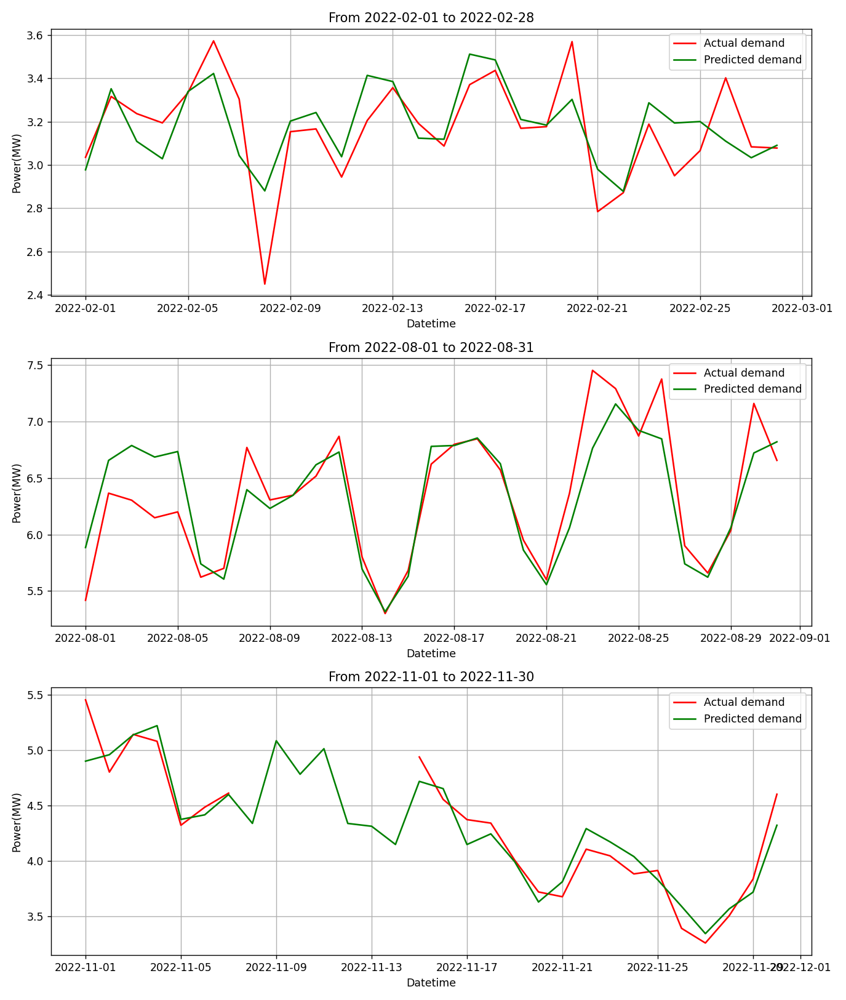 From 2022-02-01 to 2022-02-28
3.6
3.4
3.2
3.0
2.8
2.6
2.4
Power(MW)
Actual demand
Predicted demand
2022-02-01 2022-02-05 2022-02-09 2022-02-13 2022-02-17 2022-02-21 2022-02-25 2022-03-01
Datetime
From 2022-08-01 to 2022-08-31
7.5
7.0
6.5
6.0
5.5
Power(MW)
Actual demand
Predicted demand
2022-08-01 2022-08-05 2022-08-09 2022-08-13 2022-08-17 2022-08-21 2022-08-25 2022-08-29 2022-09-01
Datetime
From 2022-11-01 to 2022-11-30
5.5
5.0
4.5
4.0
3.5
Power(MW)
Actual demand
Predicted demand
2022-11-01 2022-11-05 2022-11-09 2022-11-13 2022-11-17 2022-11-21 2022-11-25 2022-11-29 2022-12-01
Datetime